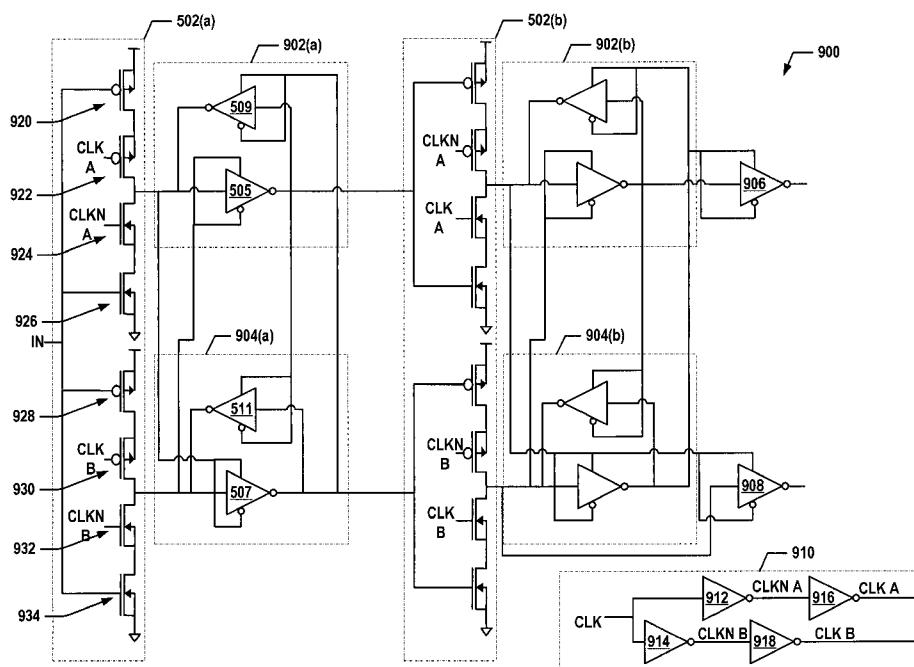 502(a)
502(b)
902(a)
902(b)
900
509
920
CLK
A
CLKN
A
922
505
906
CLKN
A
CLK
A
924
926
904(a)
904(b)
IN
928
511
CLK
B
CLKN
B
930
507
908
CLKN
B
CLK
B
932
910
934
912
CLKN A
916
CLK A
CLK
914
CLKN B
918
CLK B